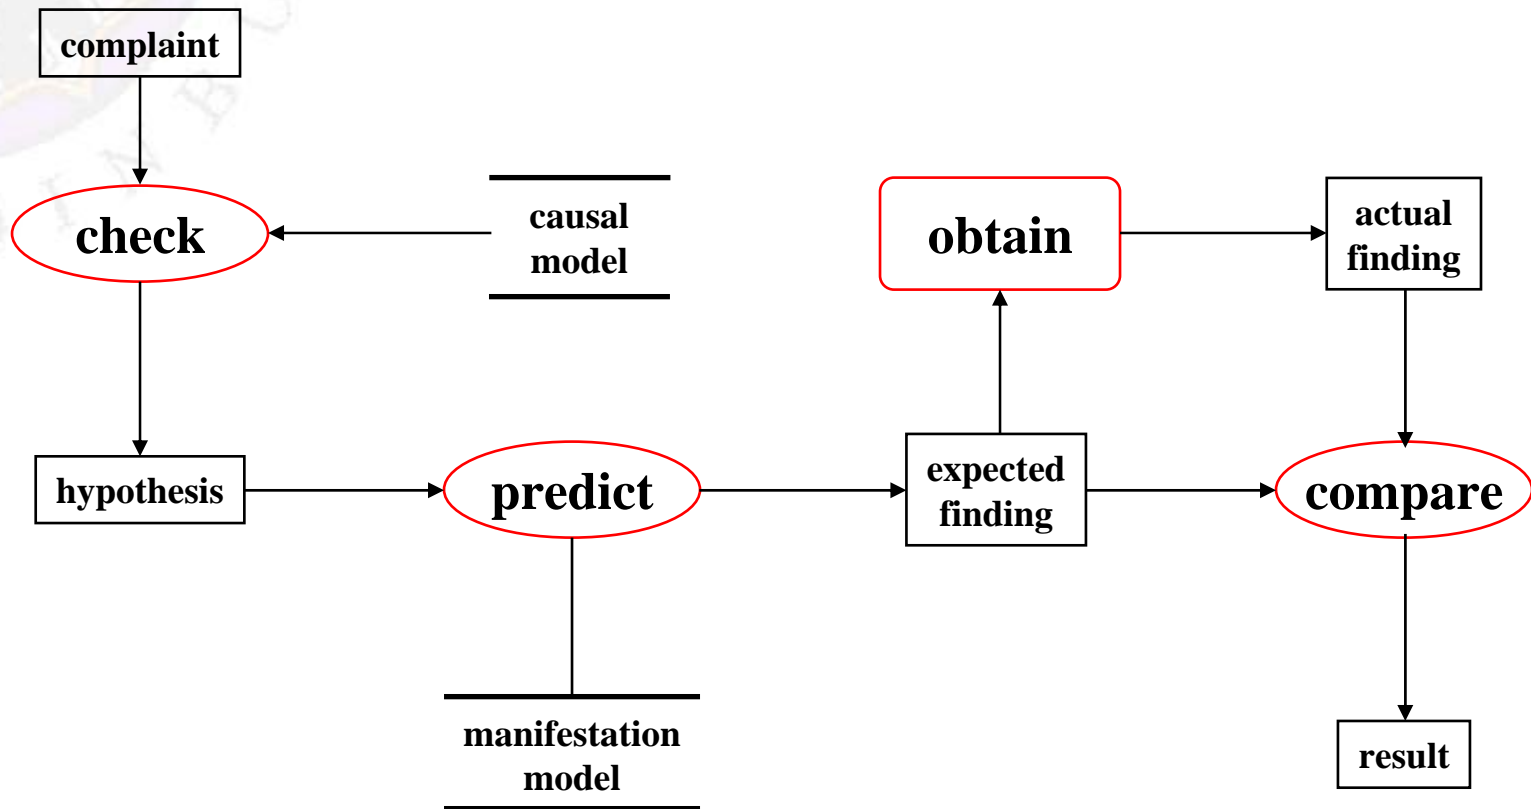 complaint
check
causal
model
obtain
actual
finding
hypothesis
predict
expected
finding
compare
manifestation
model
result